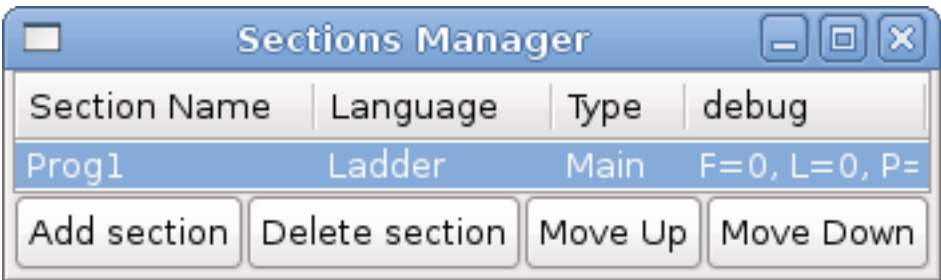 Sections Manager
Section Name Language Type debug
Prog1 Ladder Main F=0, L=0, P=
Add section Delete section Move Up Move Down